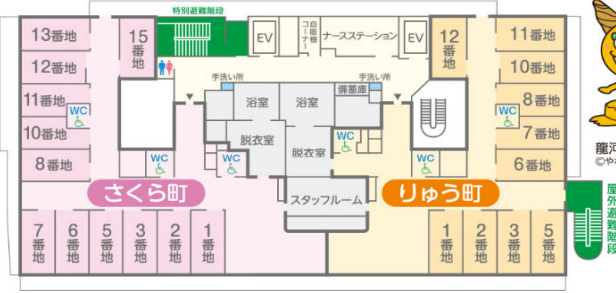 特別避難階段
13番地
15番地
EV
自販機コーナー
ナースステーション
EV
12番地
11番地
12番地
10番地
11番地
WC
手洗い所
手洗い所
備蓄庫
8番地
浴室
浴室
WC
10番地
7番地
脱衣室
脱衣室
WC
8番地
WC
WC
WC
6番地
さくら町
スタッフルーム
りゅう町
7番地
6番地
5番地
3番地
2番地
1番地
1番地
2番地
3番地
5番地
屋外避難階段